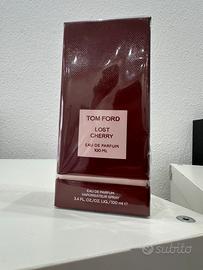 TOM FORD
LOST
CHERRY
EAU DE PARFUM
100 ML
EAU DE PARFUM
VAPORISATEUR SPRAY
3.4 FL.OZ./OZ.LIQ./100 ml ℮
subito